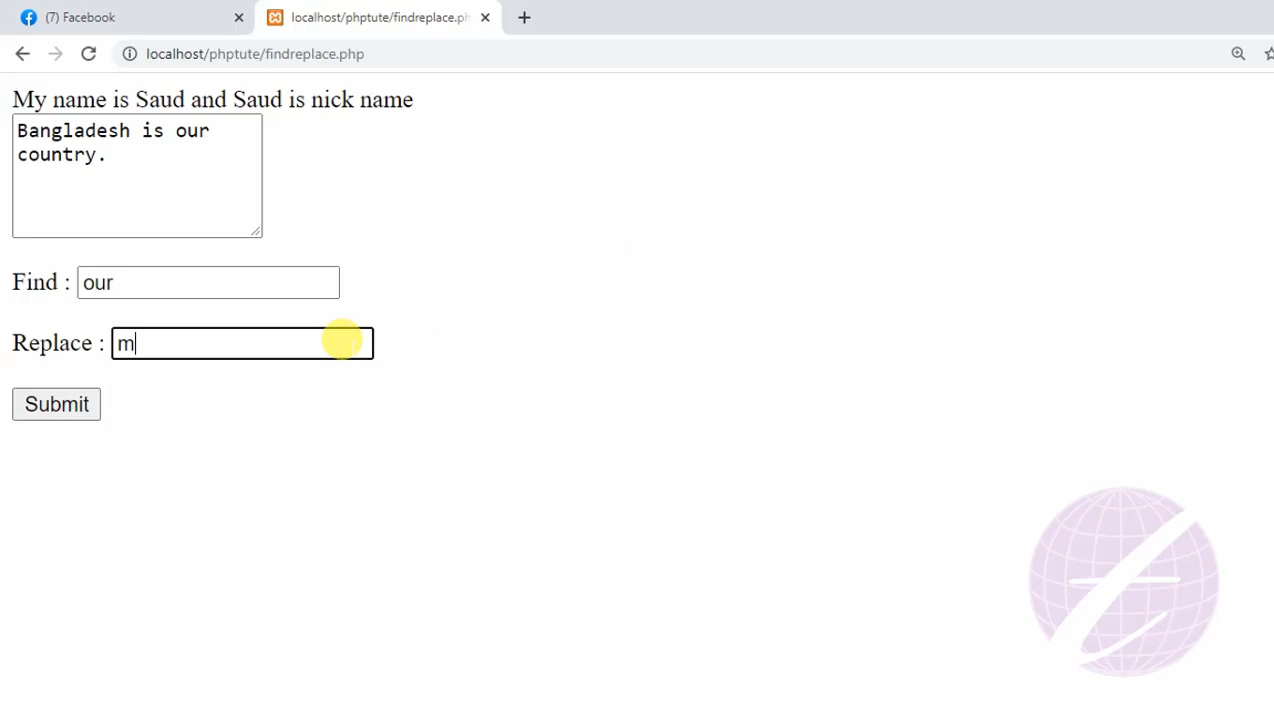 (7) Facebook
localhost/phptute/findreplace.ph
localhost/phptute/findreplace.php
My name is Saud and Saud is nick name
Bangladesh is our
country.
Find : our
Replace : m
Submit